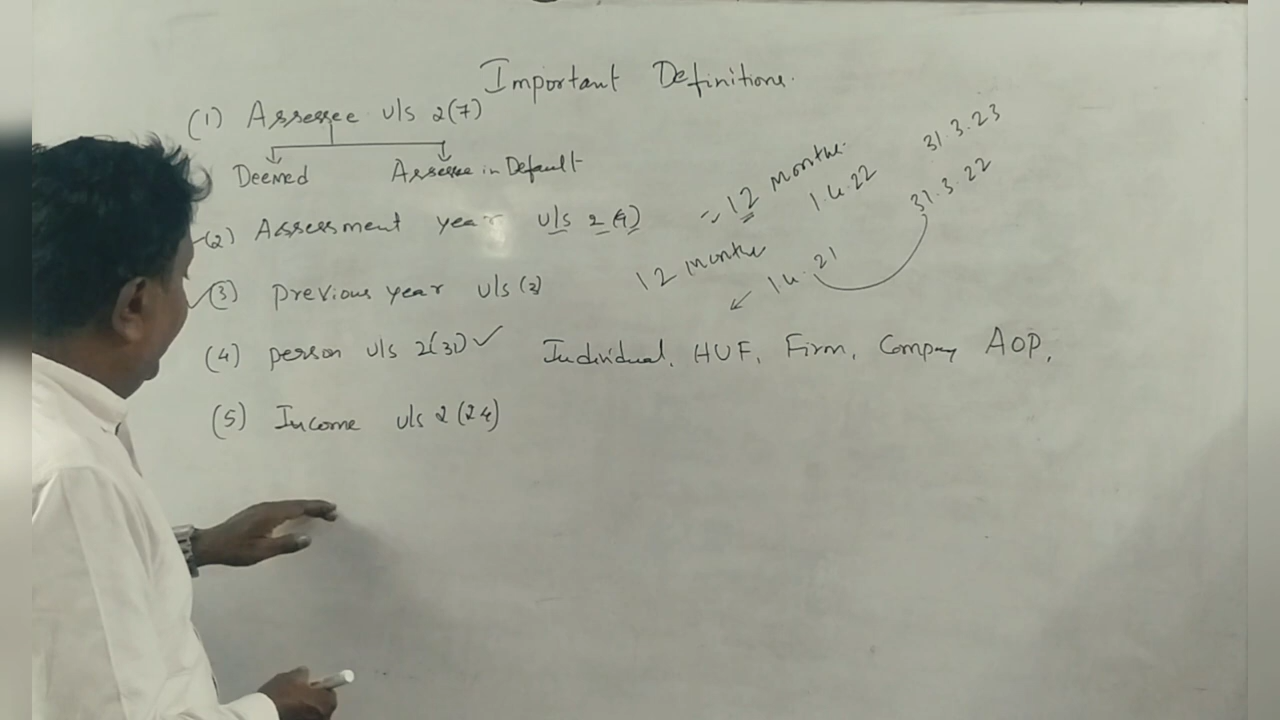 Important Definitions.
(1) Assessee u/s 2(7)
Deemed Assessee in Default
(2) Assessment year u/s 2(9) = 12 months. 1.4.22 31.3.23
(3) previous year u/s (3) 12 months 1.4.21 31.3.22
(4) person u/s 2(31) ✓ Individual, HUF, Firm, Company AOP,
(5) Income u/s 2(24)